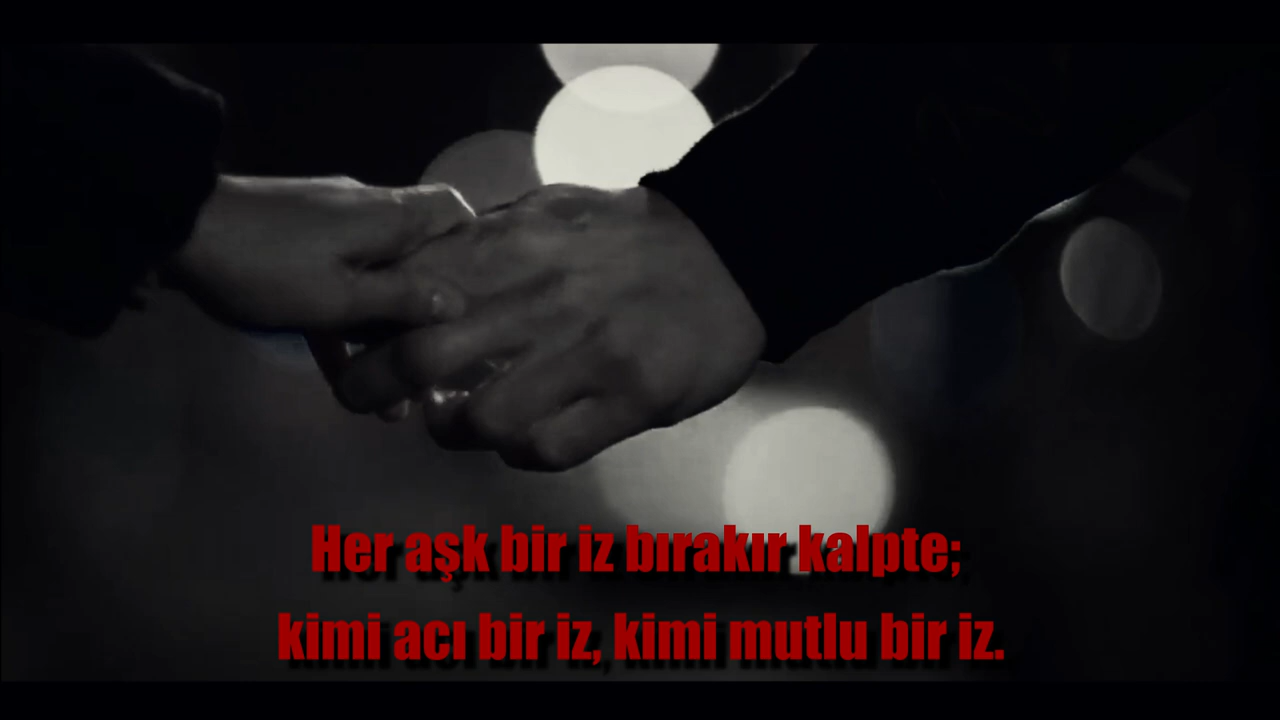 Her aşk bir iz bırakır kalpte;
kimi acı bir iz, kimi mutlu bir iz.